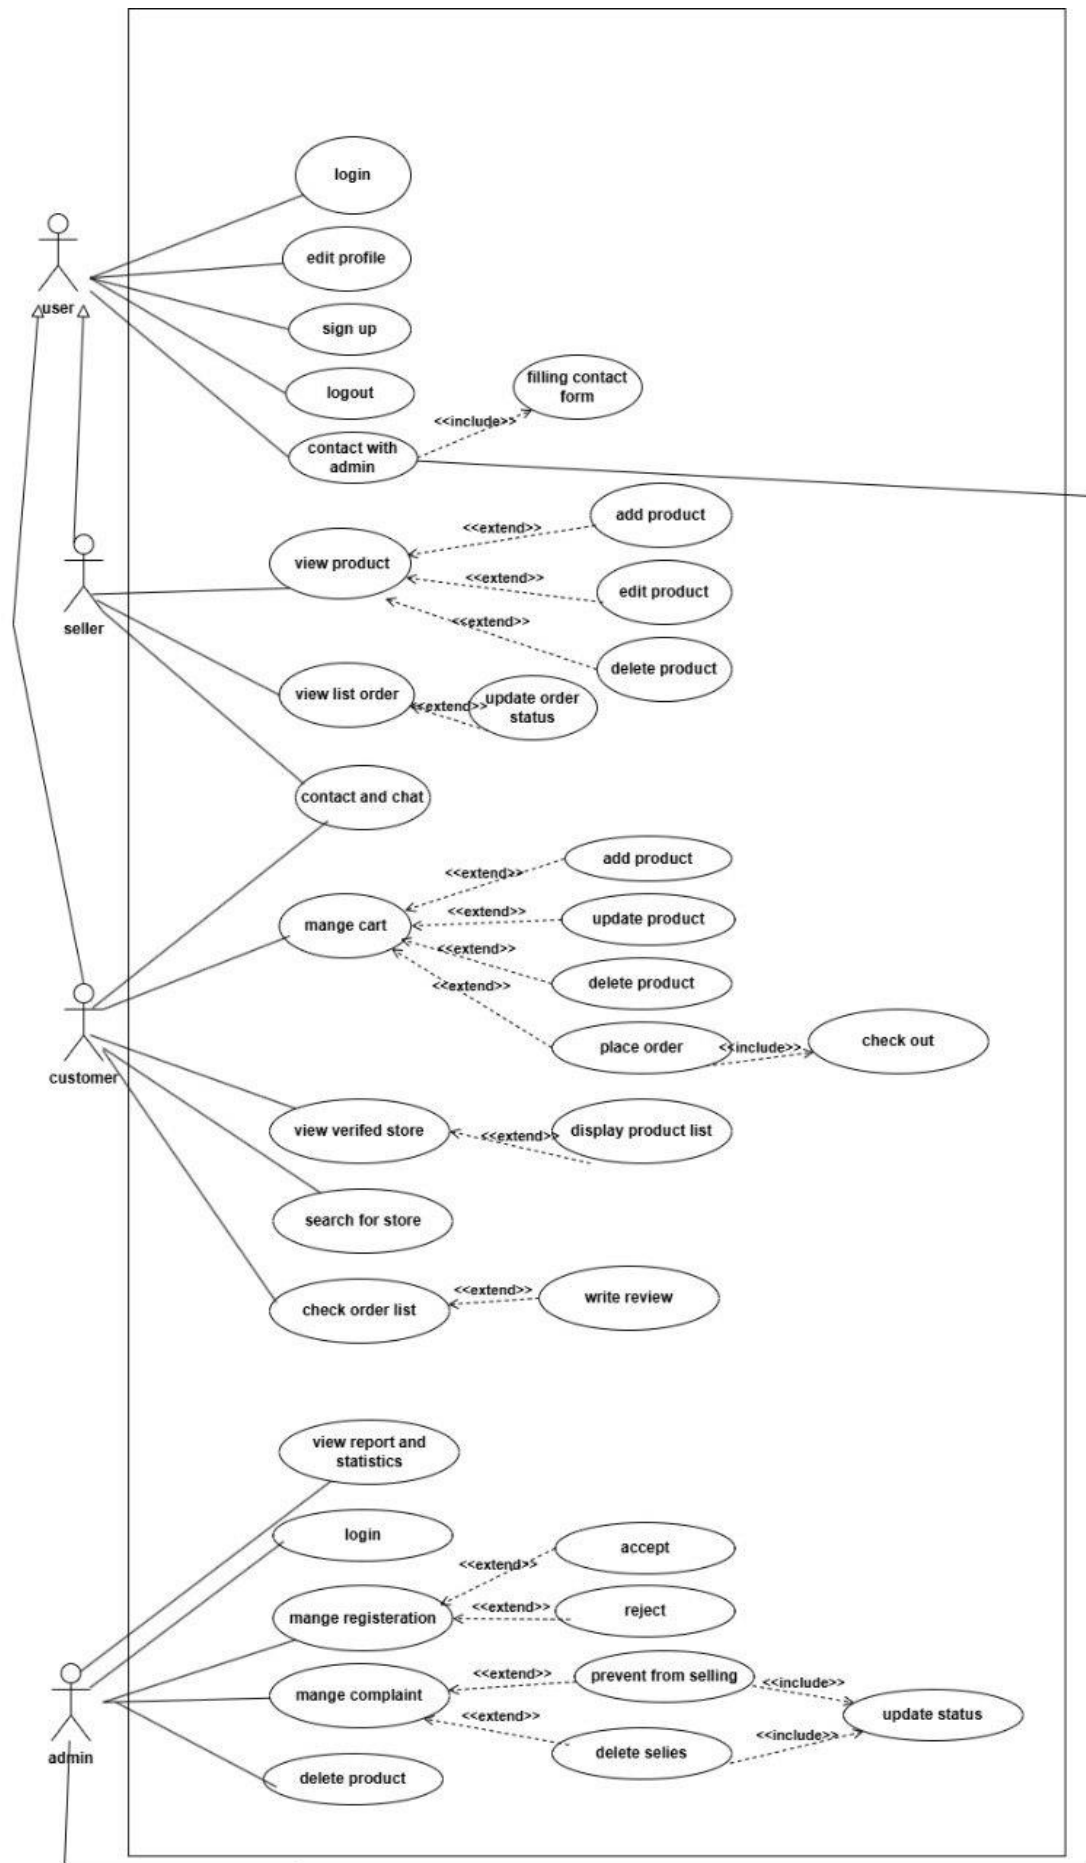 login
edit profile
user
sign up
filling contact
form
logout
<<include>>
contact with
admin
add product
<<extend>>
view product
<<extend>>
edit product
<<extend>>
seller
delete product
view list order
<<extend>>
update order
status
contact and chat
add product
<<extend>>
mange cart
<<extend>>
update product
<<extend>>
delete product
<<extend>>
place order
<<include>>
check out
customer
view verifed store
<<extend>>
display product list
search for store
<<extend>>
write review
check order list
view report and
statistics
login
accept
<<extend>>
mange registeration
<<extend>>
reject
<<extend>>
prevent from selling
<<include>>
mange complaint
<<extend>>
update status
<<include>>
admin
delete selies
delete product